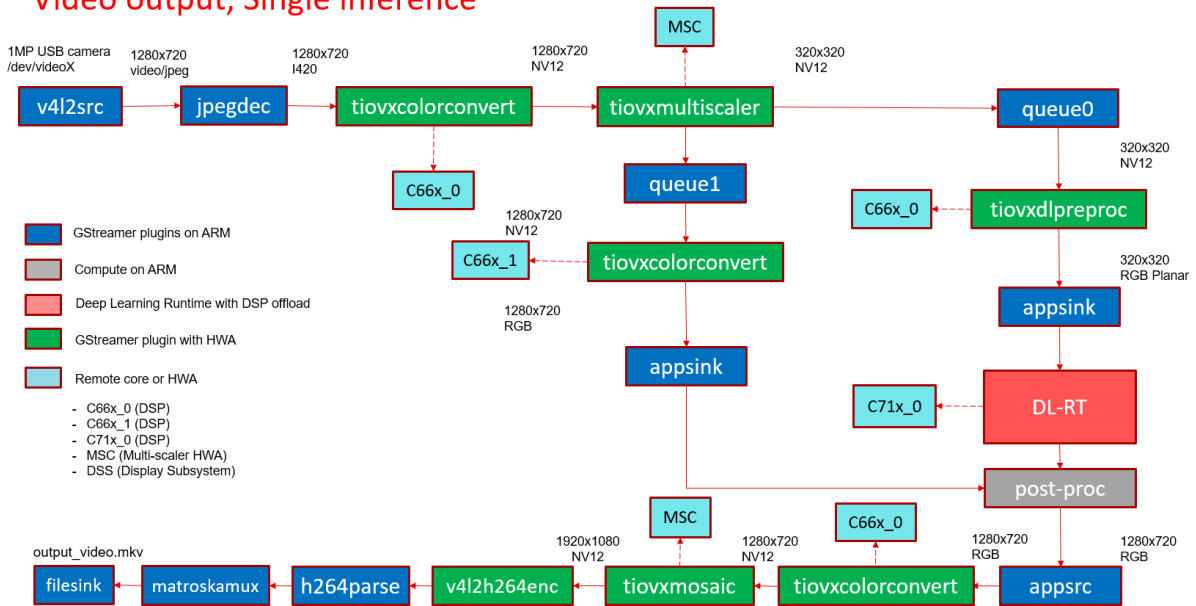 Video output, Single Inference
1MP USB camera
/dev/videoX
1280x720
video/jpeg
1280x720
I420
1280x720
NV12
MSC
320x320
NV12
v4l2src
jpegdec
tiovxcolorconvert
tiovxmultiscaler
queue0
C66x_0
queue1
320x320
NV12
C66x_0
tiovxdlpreproc
1280x720
NV12
C66x_1
tiovxcolorconvert
320x320
RGB Planar
1280x720
RGB
appsink
appsink
GStreamer plugins on ARM
Compute on ARM
Deep Learning Runtime with DSP offload
GStreamer plugin with HWA
Remote core or HWA
- C66x_0 (DSP)
- C66x_1 (DSP)
- C71x_0 (DSP)
- MSC (Multi-scaler HWA)
- DSS (Display Subsystem)
C71x_0
DL-RT
post-proc
MSC
C66x_0
output_video.mkv
1920x1080
NV12
1280x720
NV12
1280x720
RGB
1280x720
RGB
filesink
matroskamux
h264parse
v4l2h264enc
tiovxmosaic
tiovxcolorconvert
appsrc